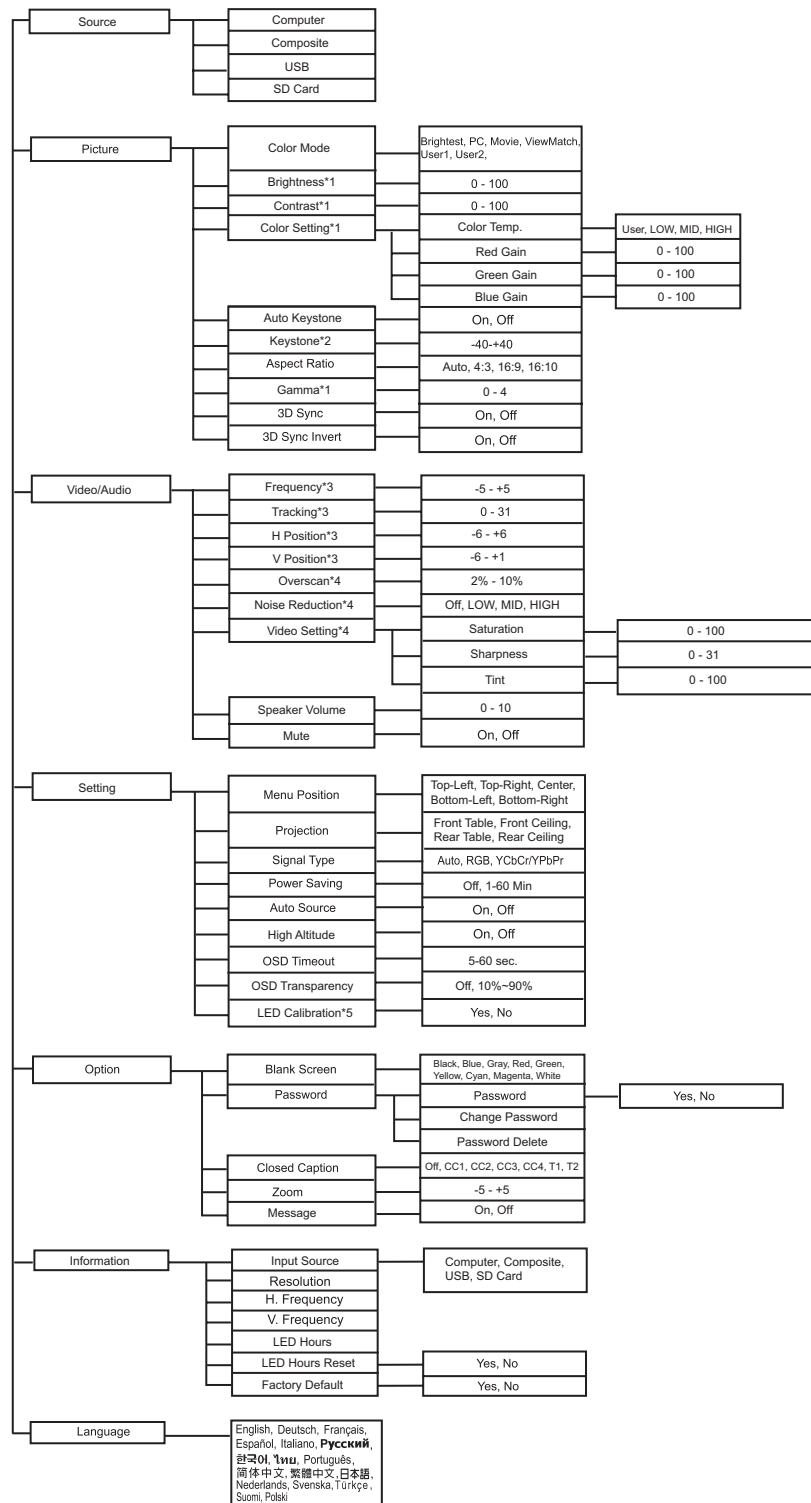 Source
Computer
Composite
USB
SD Card
Picture
Color Mode
Brightest, PC, Movie, ViewMatch,
User1, User2,
Brightness*1
0 - 100
Contrast*1
0 - 100
Color Setting*1
Color Temp.
User, LOW, MID, HIGH
Red Gain
0 - 100
Green Gain
0 - 100
Blue Gain
0 - 100
Auto Keystone
On, Off
Keystone*2
-40-+40
Aspect Ratio
Auto, 4:3, 16:9, 16:10
Gamma*1
0 - 4
3D Sync
On, Off
3D Sync Invert
On, Off
Video/Audio
Frequency*3
-5 - +5
Tracking*3
0 - 31
H Position*3
-6 - +6
V Position*3
-6 - +1
Overscan*4
2% - 10%
Noise Reduction*4
Off, LOW, MID, HIGH
Video Setting*4
Saturation
0 - 100
Sharpness
0 - 31
Tint
0 - 100
Speaker Volume
0 - 10
Mute
On, Off
Setting
Menu Position
Top-Left, Top-Right, Center,
Bottom-Left, Bottom-Right
Projection
Front Table, Front Ceiling,
Rear Table, Rear Ceiling
Signal Type
Auto, RGB, YCbCr/YPbPr
Power Saving
Off, 1-60 Min
Auto Source
On, Off
High Altitude
On, Off
OSD Timeout
5-60 sec.
OSD Transparency
Off, 10%~90%
LED Calibration*5
Yes, No
Option
Blank Screen
Black, Blue, Gray, Red, Green,
Yellow, Cyan, Magenta, White
Password
Password
Yes, No
Change Password
Password Delete
Closed Caption
Off, CC1, CC2, CC3, CC4, T1, T2
Zoom
-5 - +5
Message
On, Off
Information
Input Source
Computer, Composite,
USB, SD Card
Resolution
H. Frequency
V. Frequency
LED Hours
LED Hours Reset
Yes, No
Factory Default
Yes, No
Language
English, Deutsch, Français,
Español, Italiano, Русский,
한국어, ไทย, Português,
简体中文, 繁體中文, 日本語,
Nederlands, Svenska, Türkçe,
Suomi, Polski